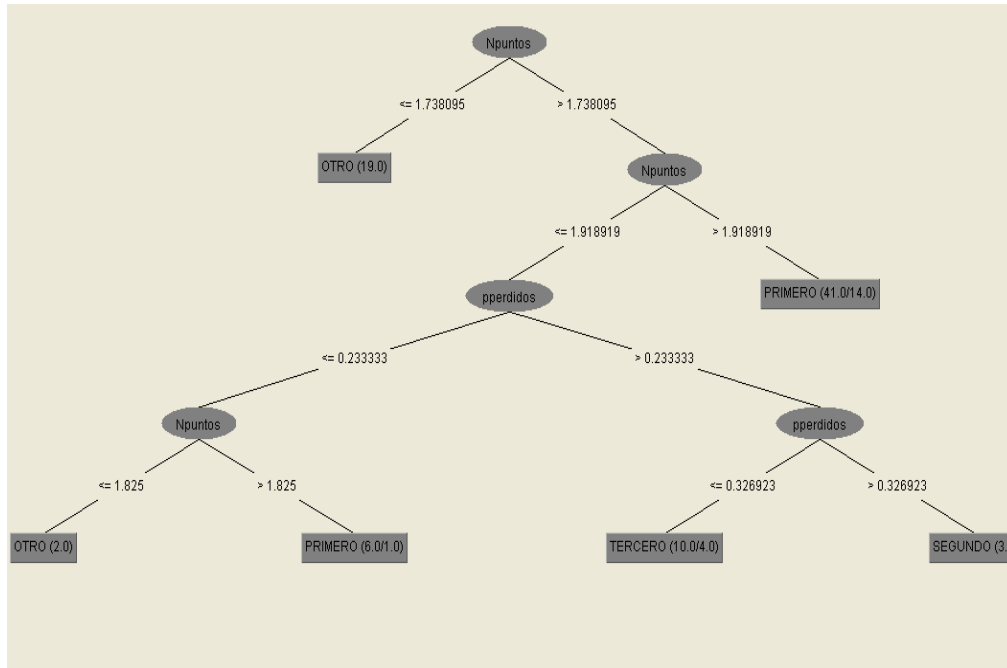 Npuntos
<= 1.738095
> 1.738095
OTRO (19.0)
Npuntos
<= 1.918919
> 1.918919
pperdidos
PRIMERO (41.0/14.0)
<= 0.233333
> 0.233333
Npuntos
pperdidos
<= 1.825
> 1.825
<= 0.326923
> 0.326923
OTRO (2.0)
PRIMERO (6.0/1.0)
TERCERO (10.0/4.0)
SEGUNDO (3.